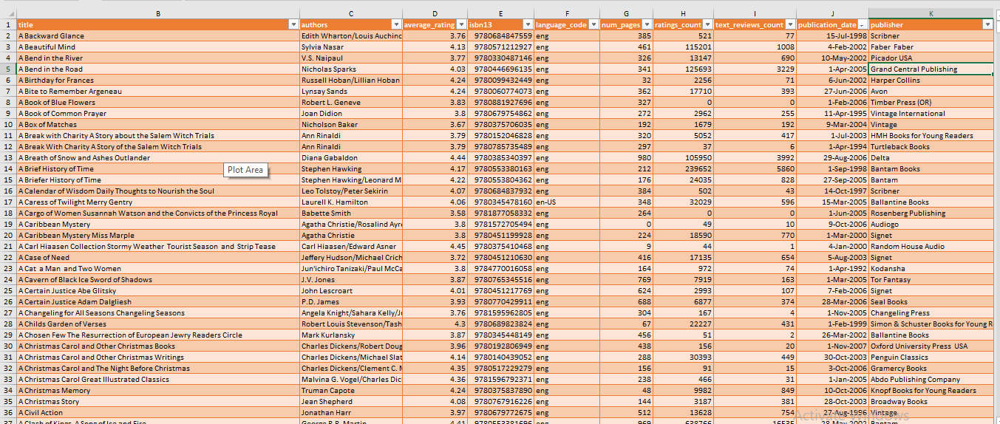 B C D E F G H I J K
1 title authors average_rating isbn13 language_code num_pages ratings_count text_reviews_count publication_date publisher
2 A Backward Glance Edith Wharton/Louis Auchinc 3.76 9780684847559 eng 385 521 77 15-Jul-1998 Scribner
3 A Beautiful Mind Sylvia Nasar 4.13 9780571212927 eng 461 115201 1008 4-Feb-2002 Faber Faber
4 A Bend in the River V.S. Naipaul 3.77 9780330487146 eng 326 13147 690 10-May-2002 Picador USA
5 A Bend in the Road Nicholas Sparks 4.03 9780446696135 eng 341 125693 3229 1-Apr-2005 Grand Central Publishing
6 A Birthday for Frances Russell Hoban/Lillian Hoban 4.24 9780099432449 eng 32 2256 71 6-Jun-2002 Harper Collins
7 A Bite to Remember Argeneau Lynsay Sands 4.24 9780060774073 eng 362 17710 393 27-Jun-2006 Avon
8 A Book of Blue Flowers Robert L. Geneve 3.83 9780881927696 eng 327 0 0 1-Feb-2006 Timber Press (OR)
9 A Book of Common Prayer Joan Didion 3.8 9780679754862 eng 272 2962 255 11-Apr-1995 Vintage International
10 A Box of Matches Nicholson Baker 3.67 9780375706035 eng 192 1679 192 9-Mar-2004 Vintage
11 A Break with Charity A Story about the Salem Witch Trials Ann Rinaldi 3.79 9780152046828 eng 320 5052 417 1-Jul-2003 HMH Books for Young Readers
12 A Break With Charity A Story of the Salem Witch Trials Ann Rinaldi 3.79 9780785735489 eng 297 37 6 1-Apr-1994 Turtleback Books
13 A Breath of Snow and Ashes Outlander Diana Gabaldon 4.44 9780385340397 eng 980 105950 3992 29-Aug-2006 Delta
14 A Brief History of Time Plot Area Stephen Hawking 4.17 9780553380163 eng 212 239652 5860 1-Sep-1998 Bantam Books
15 A Briefer History of Time Stephen Hawking/Leonard M 4.22 9780553804362 eng 176 24035 828 27-Sep-2005 Bantam
16 A Calendar of Wisdom Daily Thoughts to Nourish the Soul Leo Tolstoy/Peter Sekirin 4.07 9780684837932 eng 384 502 43 14-Oct-1997 Scribner
17 A Caress of Twilight Merry Gentry Laurell K. Hamilton 4.06 9780345478160 en-US 348 32029 596 15-Mar-2005 Ballantine Books
18 A Cargo of Women Susannah Watson and the Convicts of the Princess Royal Babette Smith 3.58 9781877058332 eng 264 0 0 1-Jun-2005 Rosenberg Publishing
19 A Caribbean Mystery Agatha Christie/Rosalind Ayr 3.8 9781572705494 eng 0 49 10 9-Oct-2006 Audiogo
20 A Caribbean Mystery Miss Marple Agatha Christie 3.8 9780451199928 eng 224 18590 770 1-Mar-2000 Signet
21 A Carl Hiaasen Collection Stormy Weather Tourist Season and Strip Tease Carl Hiaasen/Edward Asner 4.45 9780375410468 eng 9 44 1 4-Jan-2000 Random House Audio
22 A Case of Need Jeffery Hudson/Michael Crich 3.72 9780451210630 eng 416 17135 654 5-Aug-2003 Signet
23 A Cat a Man and Two Women Jun'ichiro Tanizaki/Paul McCa 3.8 9784770016058 eng 164 972 74 1-Apr-1992 Kodansha
24 A Cavern of Black Ice Sword of Shadows J.V. Jones 3.87 9780765345516 eng 769 7919 163 1-Mar-2005 Tor Fantasy
25 A Certain Justice Abe Glitsky John Lescroart 4.01 9780451217769 eng 624 2993 107 7-Feb-2006 Signet
26 A Certain Justice Adam Dalgliesh P.D. James 3.93 9780770429911 eng 688 6877 374 28-Mar-2006 Seal Books
27 A Changeling for All Seasons Changeling Seasons Angela Knight/Sahara Kelly/J 3.76 9781595962805 eng 304 167 4 1-Nov-2005 Changeling Press
28 A Childs Garden of Verses Robert Louis Stevenson/Tash 4.3 9780689823824 eng 67 22227 431 1-Feb-1999 Simon & Schuster Books for Young R
29 A Chosen Few The Resurrection of European Jewry Readers Circle Mark Kurlansky 3.87 9780345448149 eng 456 51 2 26-Mar-2002 Ballantine Books
30 A Christmas Carol and Other Christmas Books Charles Dickens/Robert Doug 3.96 9780192806949 eng 438 156 20 1-Nov-2007 Oxford University Press USA
31 A Christmas Carol and Other Christmas Writings Charles Dickens/Michael Slat 4.14 9780140439052 eng 288 30393 449 30-Oct-2003 Penguin Classics
32 A Christmas Carol and The Night Before Christmas Charles Dickens/Clement C. M 4.35 9780517229279 eng 156 91 15 3-Oct-2006 Gramercy Books
33 A Christmas Carol Great Illustrated Classics Malvina G. Vogel/Charles Dic 4.36 9781596792371 eng 238 466 31 1-Jan-2005 Abdo Publishing Company
34 A Christmas Memory Truman Capote 4.24 9780375837890 eng 48 9982 849 10-Oct-2006 Knopf Books for Young Readers
35 A Christmas Story Jean Shepherd 4.08 9780767916226 eng 144 3187 381 28-Oct-2003 Broadway Books
36 A Civil Action Jonathan Harr 3.97 9780679772675 eng 512 13628 754 27-Aug-1996 Vintage
Activate Windows
37 A Clash of Kings A Song of Ice and Fire George R.R. Martin 4.41 9780553381696 eng 969 638766 16535 28-May-2002 Bantam